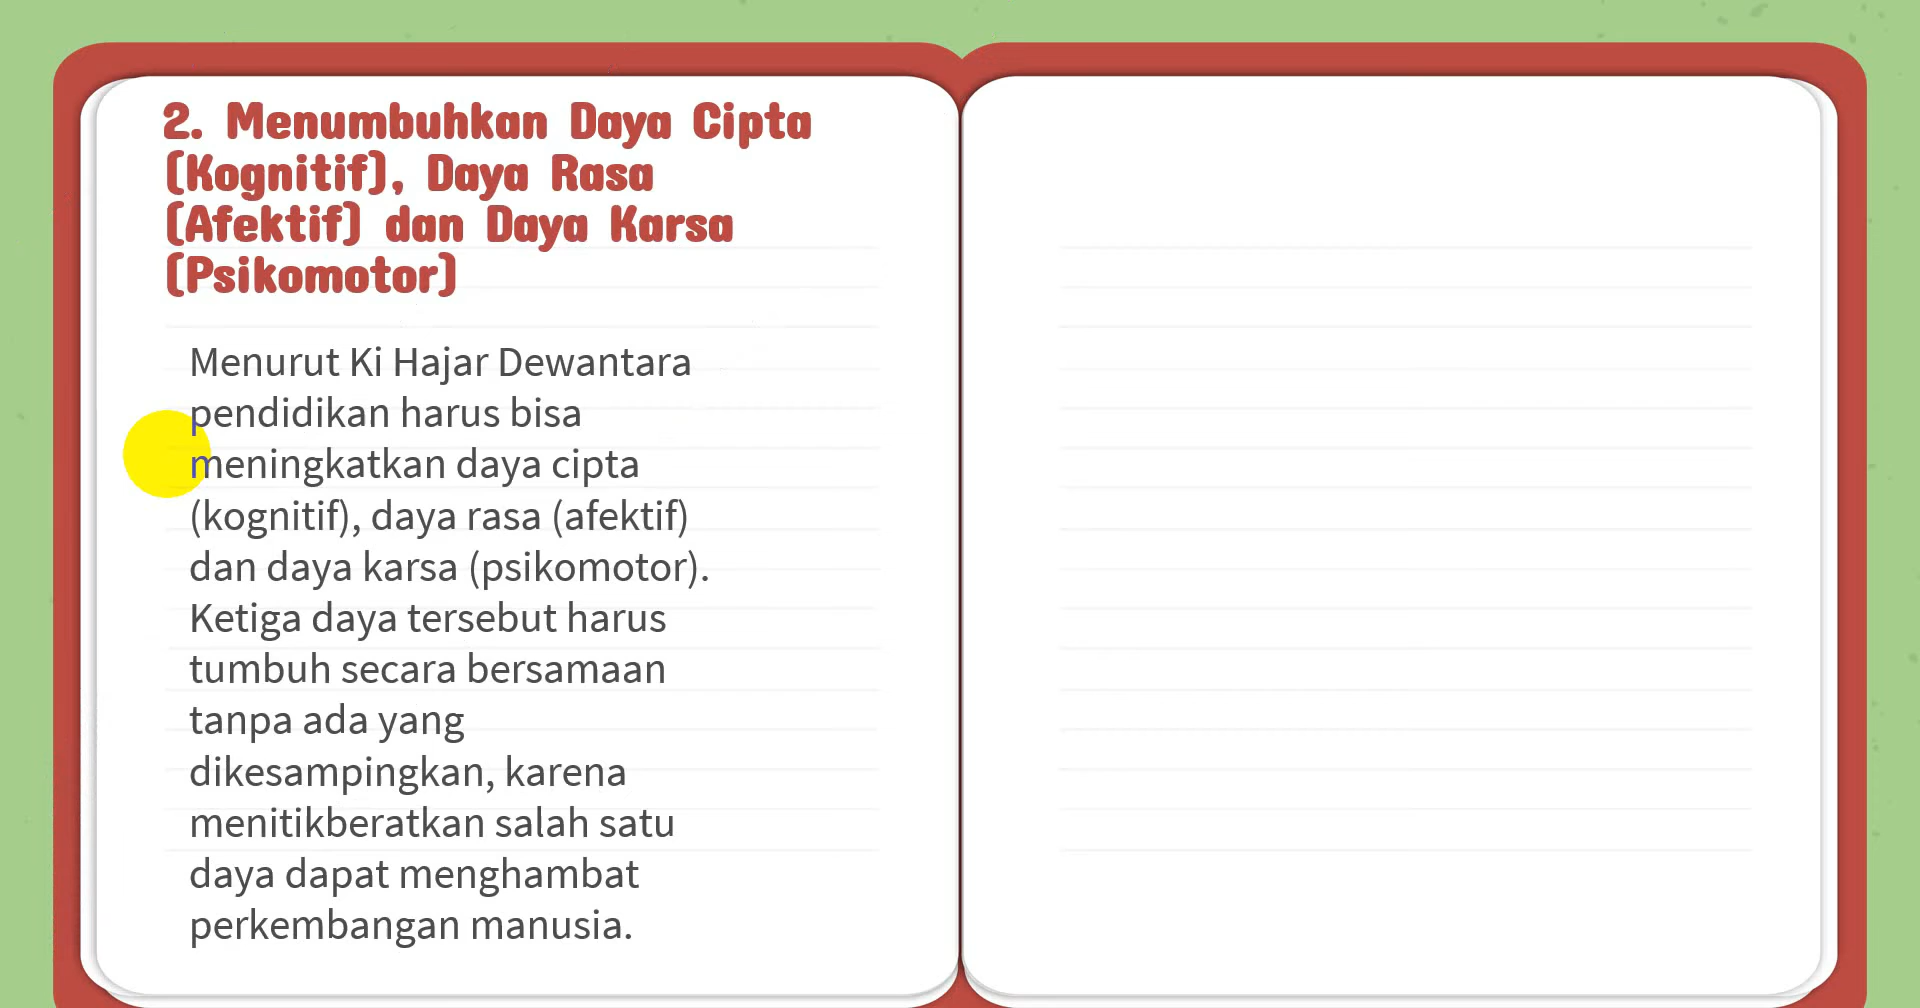 2. Menumbuhkan Daya Cipta
(Kognitif), Daya Rasa
(Afektif) dan Daya Karsa
(Psikomotor)
Menurut Ki Hajar Dewantara
pendidikan harus bisa
meningkatkan daya cipta
(kognitif), daya rasa (afektif)
dan daya karsa (psikomotor).
Ketiga daya tersebut harus
tumbuh secara bersamaan
tanpa ada yang
dikesampingkan, karena
menitikberatkan salah satu
daya dapat menghambat
perkembangan manusia.